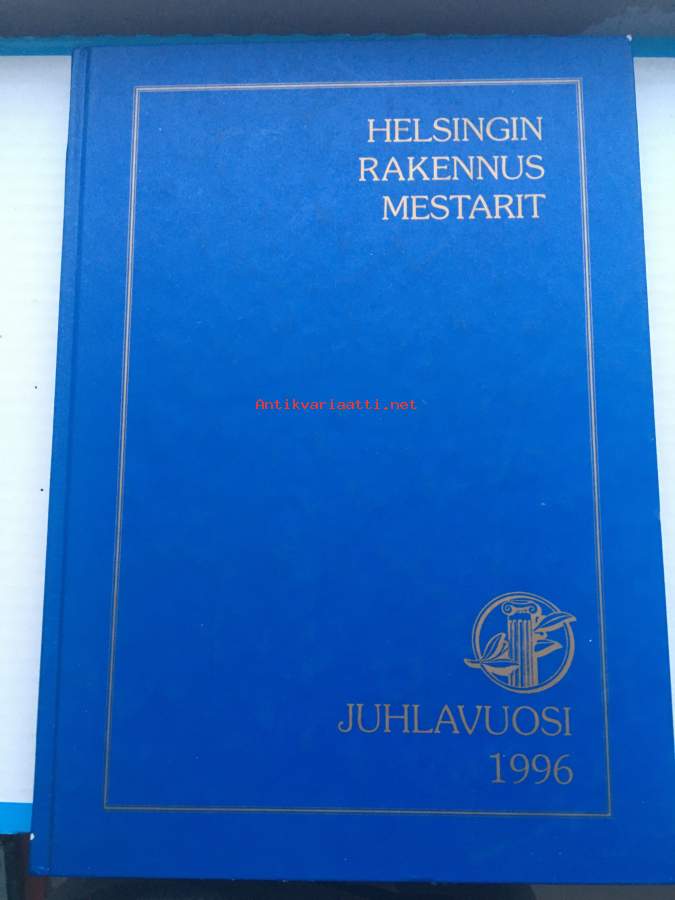 HELSINGIN
RAKENNUS
MESTARIT
Antikvariaatti.net
JUHLAVUOSI
1996